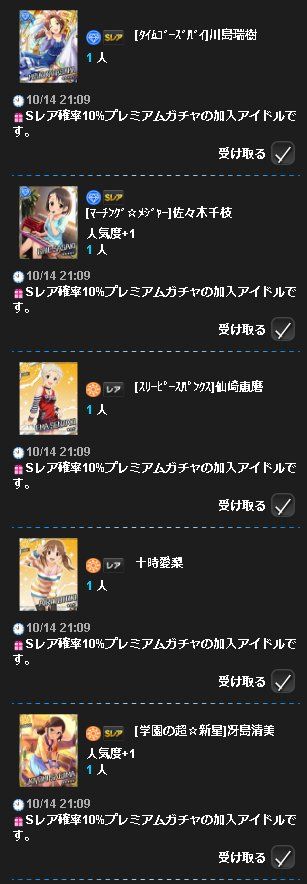 Sレア [ﾀｲﾑｺﾞｰｽﾞﾊﾞｲ]川島瑞樹
1 人
10/14 21:09
Sレア確率10%プレミアムガチャの加入アイドルで
す。
受け取る
Sレア
[ﾏｰﾁﾝｸﾞ☆ﾒｼﾞｬｰ]佐々木千枝
人気度+1
1 人
10/14 21:09
Sレア確率10%プレミアムガチャの加入アイドルで
す。
受け取る
レア [ｽﾘｰﾋﾟｰｽﾊﾟﾝｸｽ]仙崎恵磨
1 人
10/14 21:09
Sレア確率10%プレミアムガチャの加入アイドルで
す。
受け取る
レア 十時愛梨
1 人
10/14 21:09
Sレア確率10%プレミアムガチャの加入アイドルで
す。
受け取る
Sレア [学園の超☆新星]冴島清美
人気度+1
1 人
10/14 21:09
Sレア確率10%プレミアムガチャの加入アイドルで
す。
受け取る